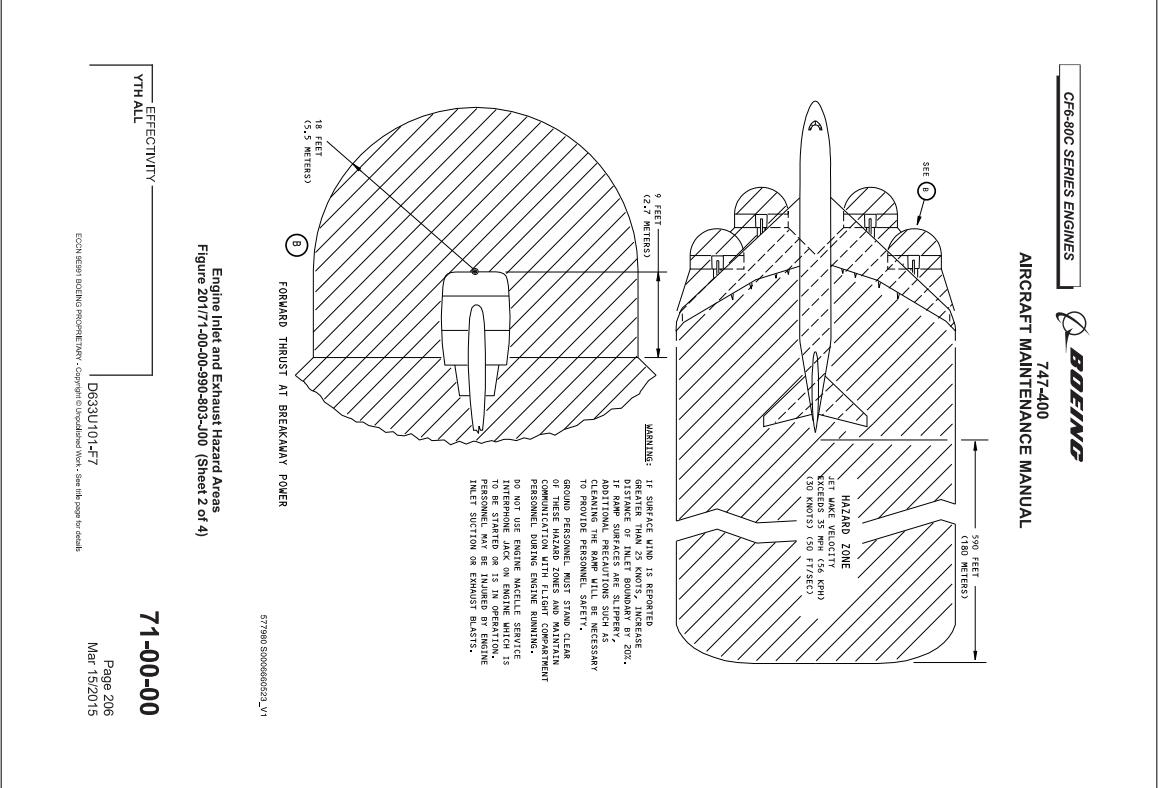 CF6-80C SERIES ENGINES
BOEING
747-400
AIRCRAFT MAINTENANCE MANUAL
590 FEET
(180 METERS)
SEE B
HAZARD ZONE
JET WAKE VELOCITY
EXCEEDS 35 MPH (56 KPH)
(30 KNOTS) (50 FT/SEC)
9 FEET
(2.7 METERS)
WARNING: IF SURFACE WIND IS REPORTED
GREATER THAN 25 KNOTS, INCREASE
DISTANCE OF INLET BOUNDARY BY 20%.
IF RAMP SURFACES ARE SLIPPERY,
ADDITIONAL PRECAUTIONS SUCH AS
CLEANING THE RAMP WILL BE NECESSARY
TO PROVIDE PERSONNEL SAFETY.
GROUND PERSONNEL MUST STAND CLEAR
OF THESE HAZARD ZONES AND MAINTAIN
COMMUNICATION WITH FLIGHT COMPARTMENT
PERSONNEL DURING ENGINE RUNNING.
DO NOT USE ENGINE NACELLE SERVICE
INTERPHONE JACK ON ENGINE WHICH IS
TO BE STARTED OR IS IN OPERATION.
PERSONNEL MAY BE INJURED BY ENGINE
INLET SUCTION OR EXHAUST BLASTS.
18 FEET
(5.5 METERS)
B
FORWARD THRUST AT BREAKAWAY POWER
577980 S0006660523_V1
Engine Inlet and Exhaust Hazard Areas
Figure 201/71-00-00-990-803-J00 (Sheet 2 of 4)
EFFECTIVITY
YTH ALL
71-00-00
D633U101-F7
Page 206
Mar 15/2015
ECCN 9E991 BOEING PROPRIETARY - Copyright © Unpublished Work - See title page for details